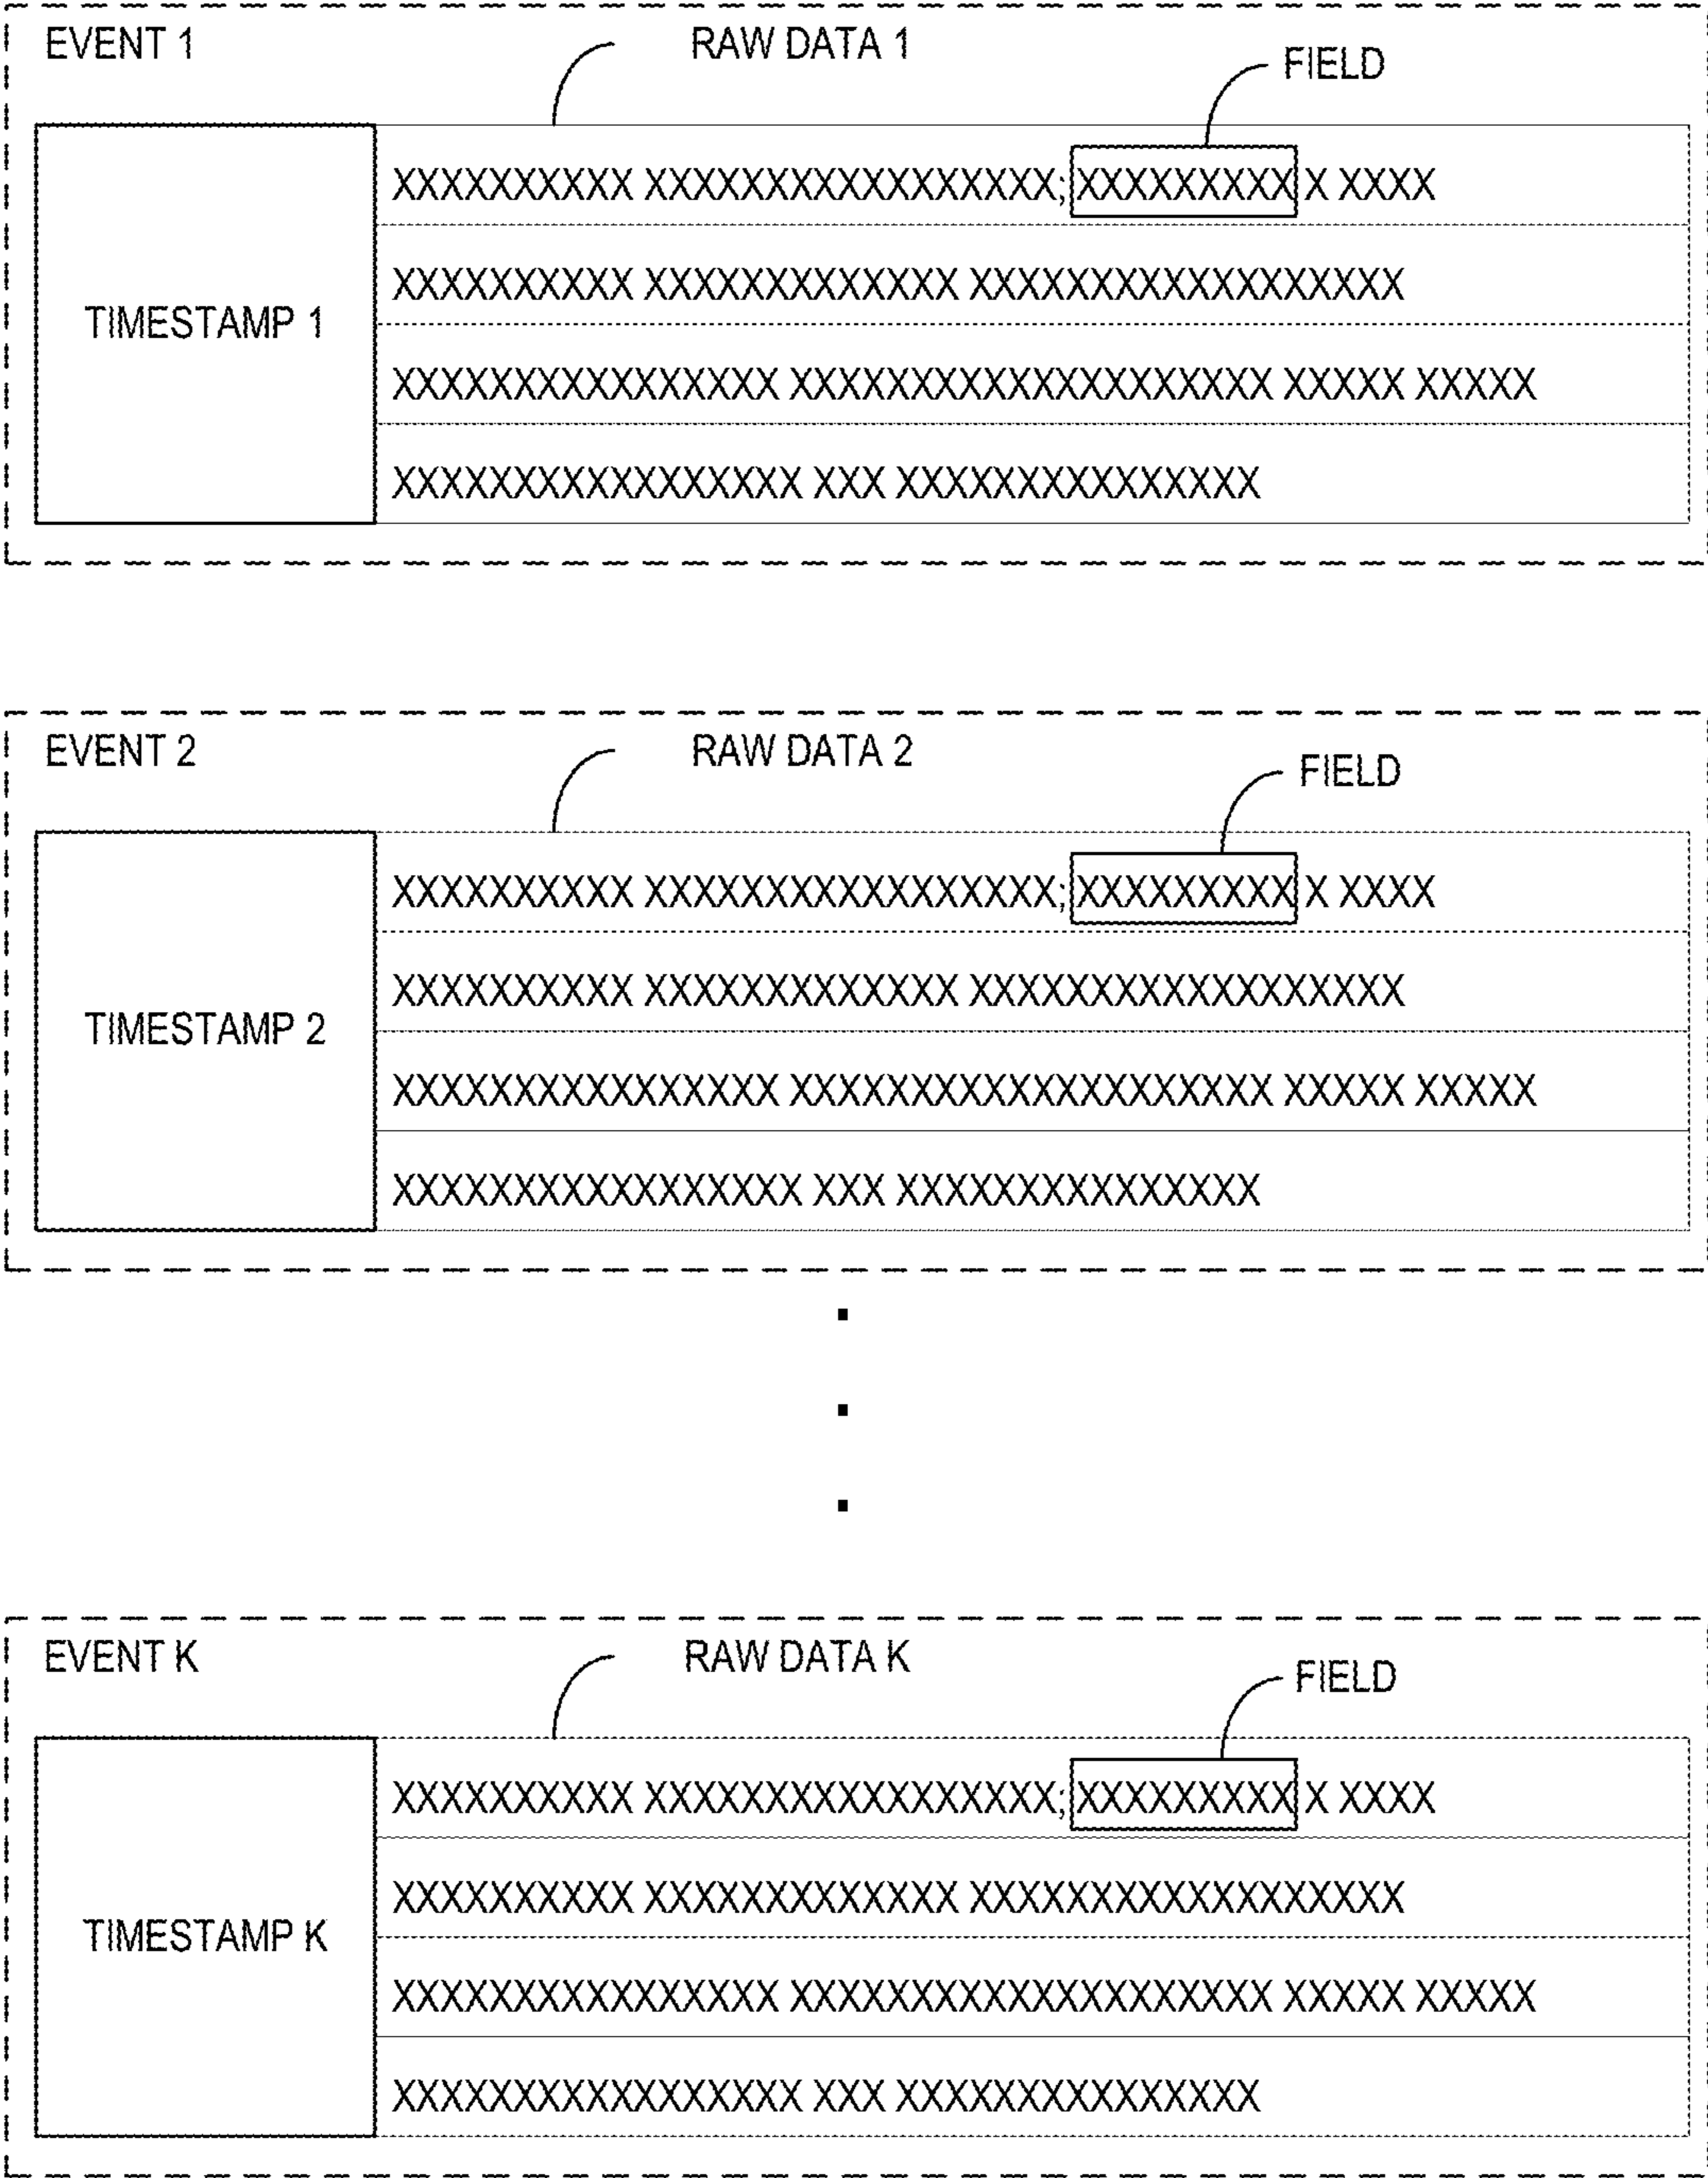 EVENT 1
RAW DATA 1
FIELD
TIMESTAMP 1
XXXXXXXXXX XXXXXXXXXXXXXXXXX; XXXXXXXXX X XXXX
XXXXXXXXXX XXXXXXXXXXXXX XXXXXXXXXXXXXXXXXX
XXXXXXXXXXXXXXXX XXXXXXXXXXXXXXXXXXXX XXXXX XXXXX
XXXXXXXXXXXXXXXXX XXX XXXXXXXXXXXXXXX
EVENT 2
RAW DATA 2
FIELD
TIMESTAMP 2
XXXXXXXXXX XXXXXXXXXXXXXXXXX; XXXXXXXXX X XXXX
XXXXXXXXXX XXXXXXXXXXXXX XXXXXXXXXXXXXXXXXX
XXXXXXXXXXXXXXXX XXXXXXXXXXXXXXXXXXXX XXXXX XXXXX
XXXXXXXXXXXXXXXXX XXX XXXXXXXXXXXXXXX
.
.
.
EVENT K
RAW DATA K
FIELD
TIMESTAMP K
XXXXXXXXXX XXXXXXXXXXXXXXXXX; XXXXXXXXX X XXXX
XXXXXXXXXX XXXXXXXXXXXXX XXXXXXXXXXXXXXXXXX
XXXXXXXXXXXXXXXX XXXXXXXXXXXXXXXXXXXX XXXXX XXXXX
XXXXXXXXXXXXXXXXX XXX XXXXXXXXXXXXXXX